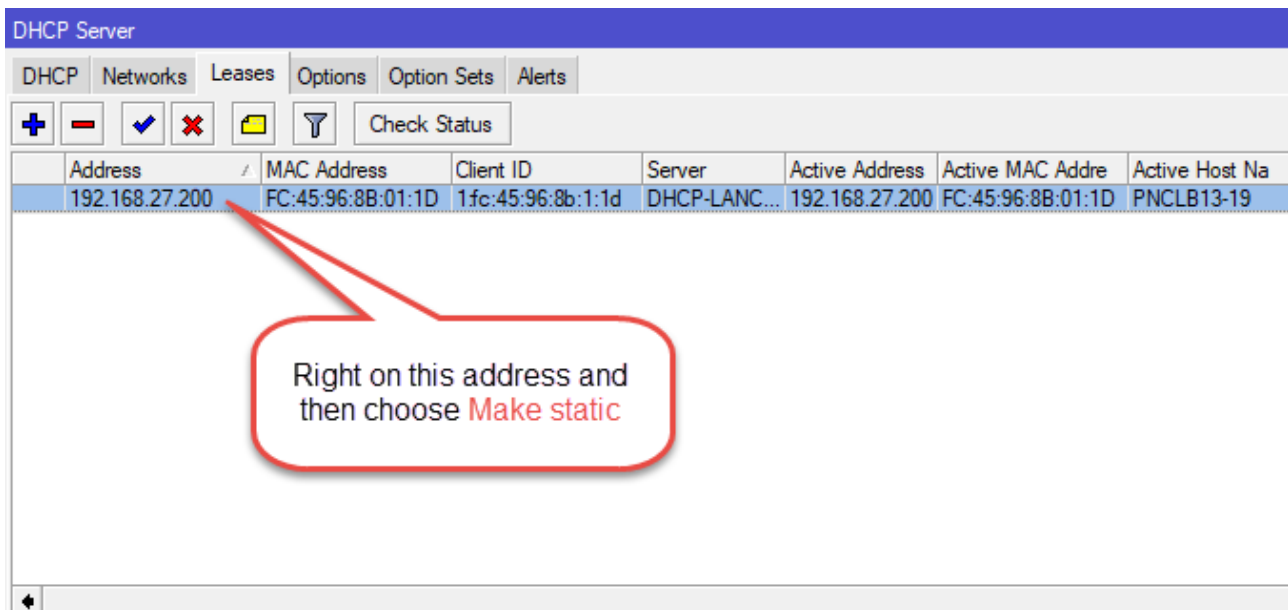 DHCP Server
DHCP Networks Leases Options Option Sets Alerts
Check Status
Address MAC Address Client ID Server Active Address Active MAC Addre Active Host Na
192.168.27.200 FC:45:96:8B:01:1D 1:fc:45:96:8b:1:1d DHCP-LANC... 192.168.27.200 FC:45:96:8B:01:1D PNCLB13-19
Right on this address and
then choose Make static